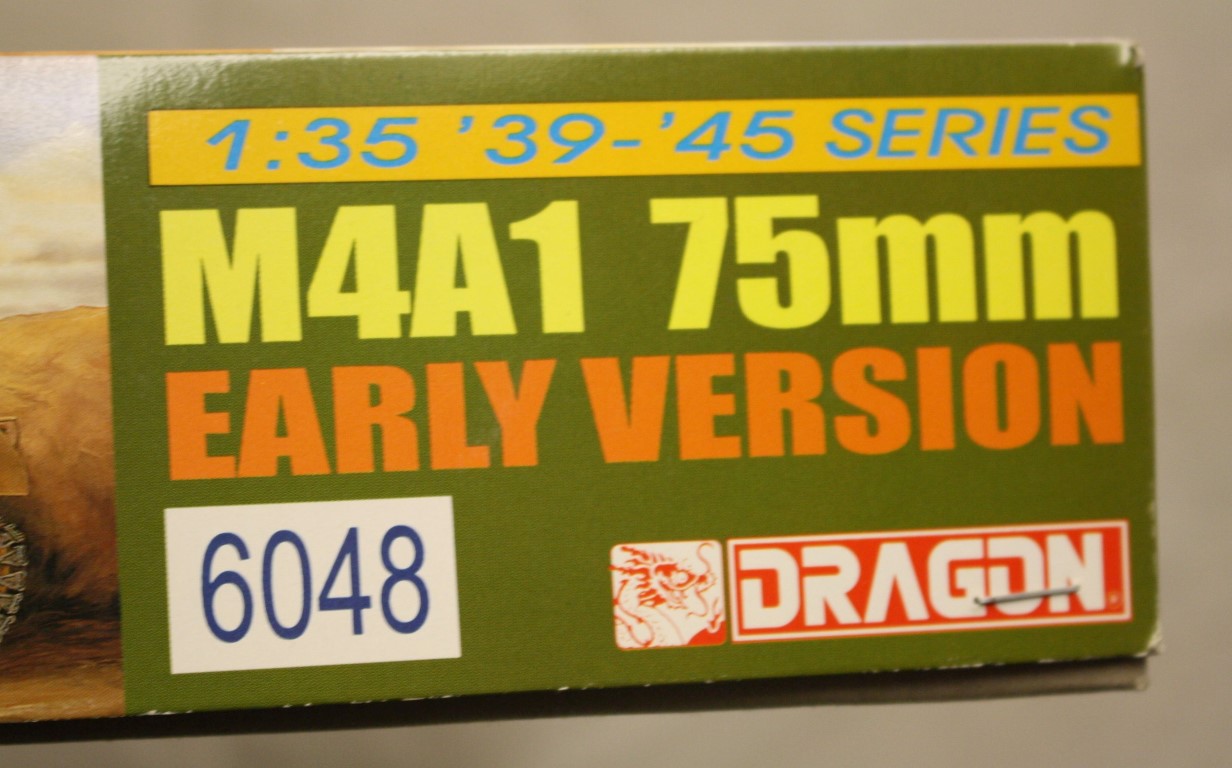 1:35 '39-'45 SERIES
M4A1 75mm
EARLY VERSION
6048
DRAGON